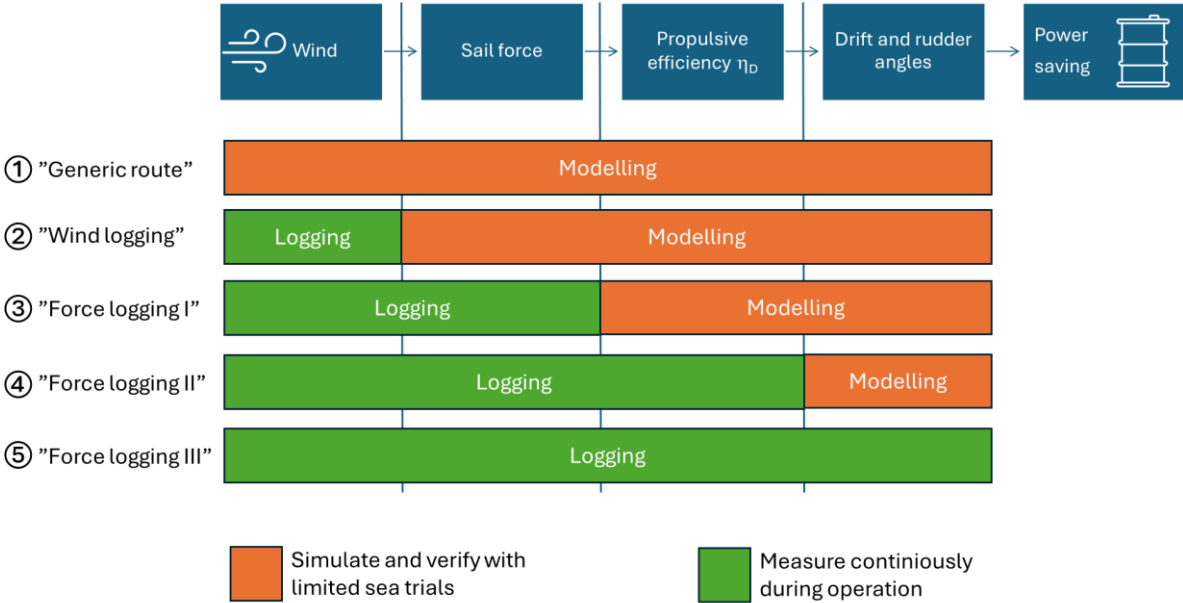 Wind
Sail force
Propulsive
efficiency ηD
Drift and rudder
angles
Power
saving
① ”Generic route”
Modelling
② ”Wind logging”
Logging
Modelling
③ ”Force logging I”
Logging
Modelling
④ ”Force logging II”
Logging
Modelling
⑤ ”Force logging III”
Logging
Simulate and verify with
limited sea trials
Measure continiously
during operation